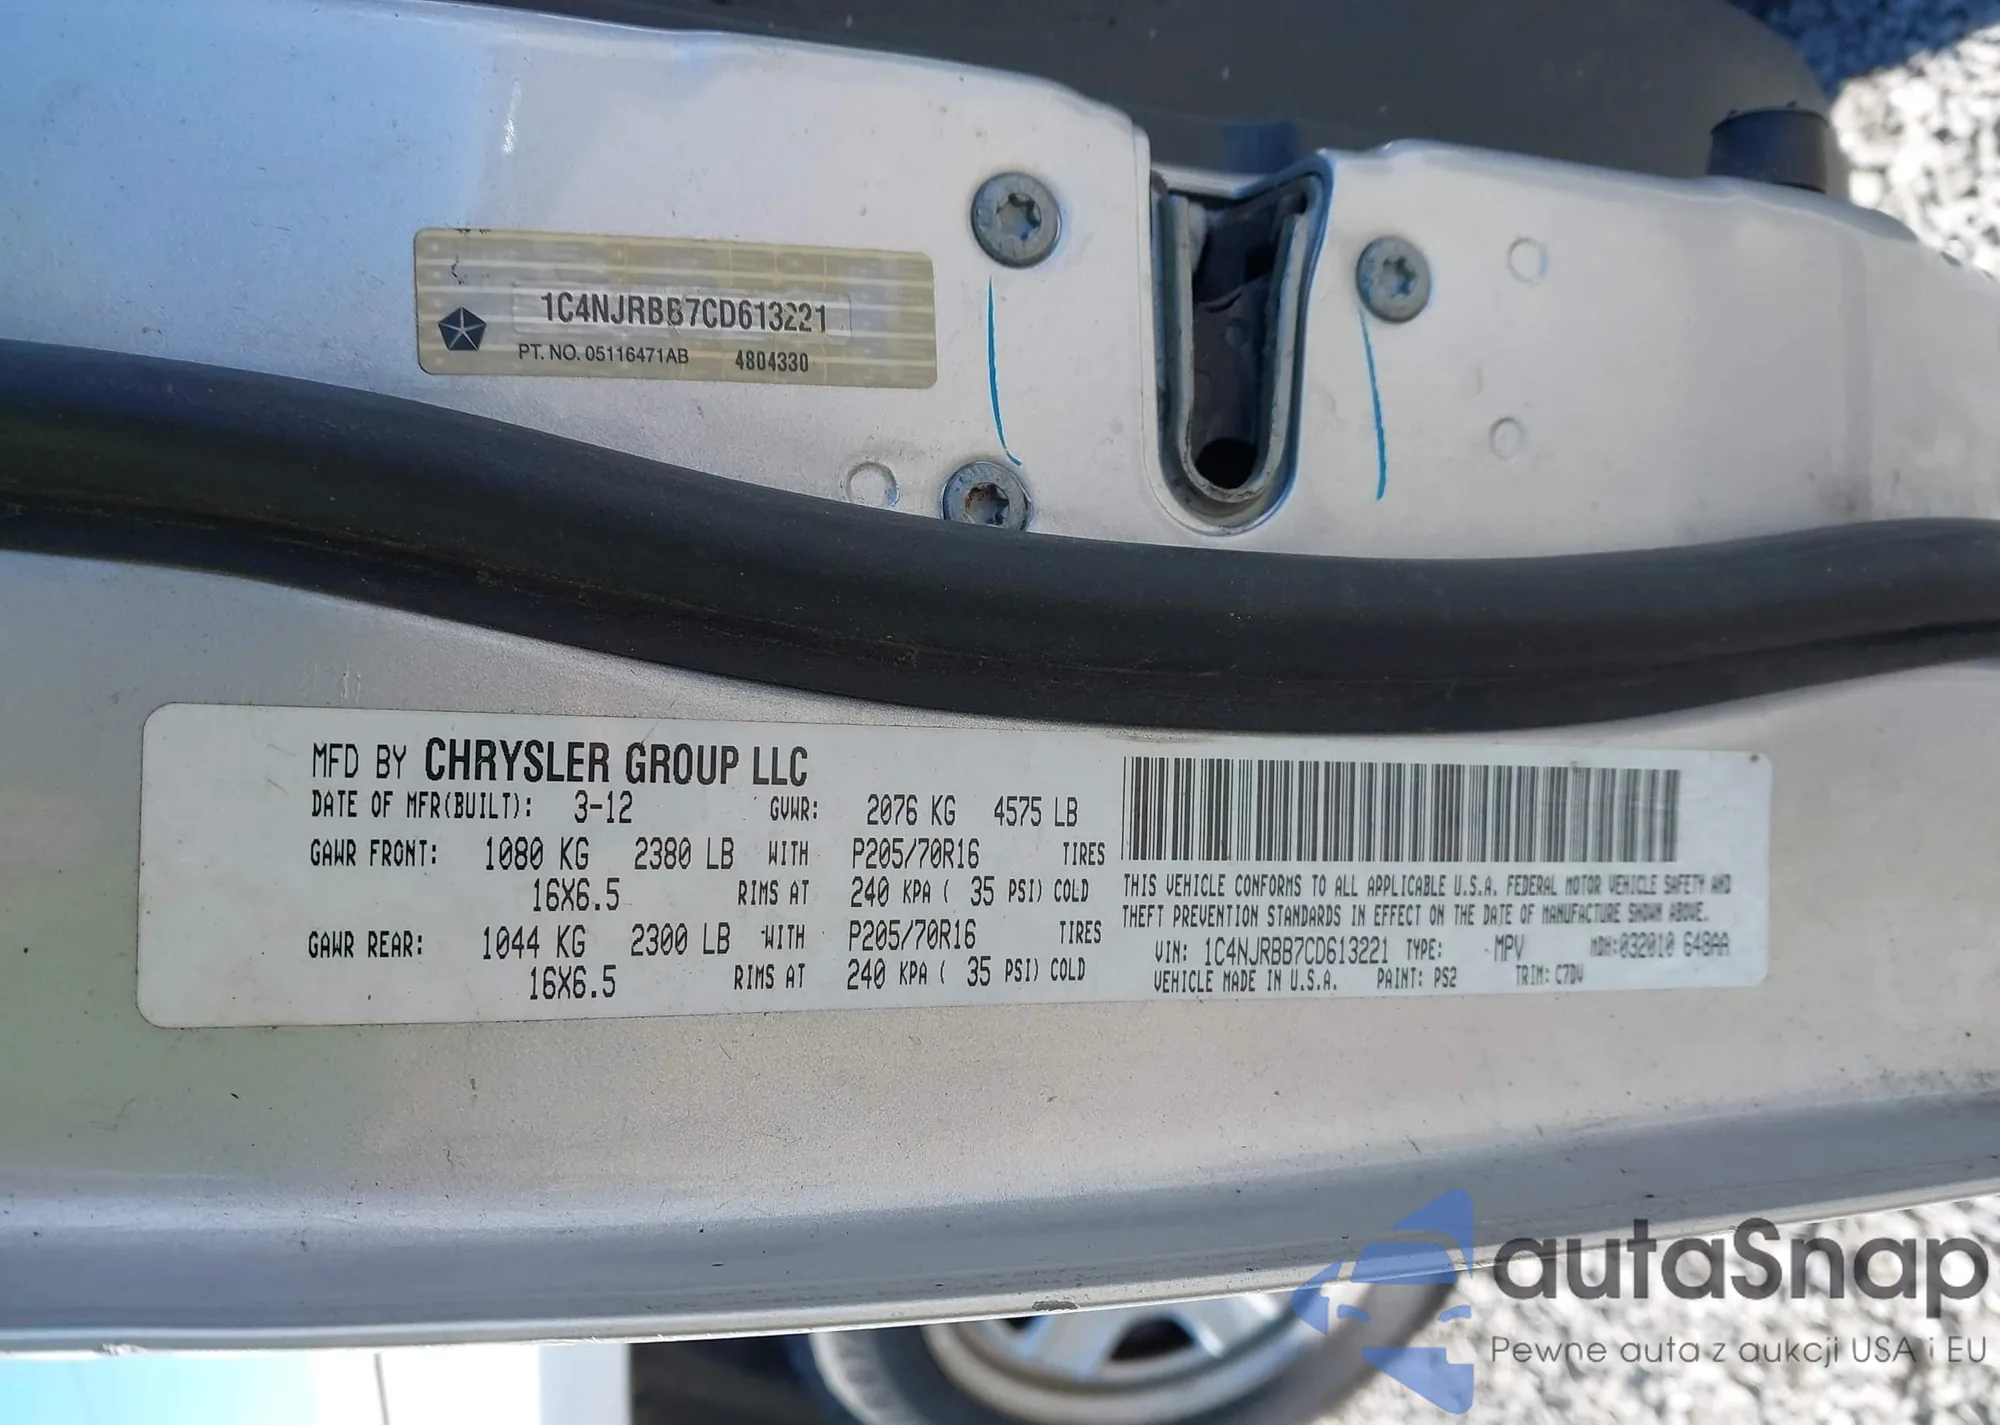 1C4NJRBB7CD613221
PT. NO. 05116471AB 4804330
MFD BY CHRYSLER GROUP LLC
DATE OF MFR(BUILT): 3-12 GVWR: 2076 KG 4575 LB
GAWR FRONT: 1080 KG 2380 LB WITH P205/70R16 TIRES
16X6.5 RIMS AT 240 KPA ( 35 PSI) COLD
GAWR REAR: 1044 KG 2300 LB WITH P205/70R16 TIRES
16X6.5 RIMS AT 240 KPA ( 35 PSI) COLD
THIS VEHICLE CONFORMS TO ALL APPLICABLE U.S.A. FEDERAL MOTOR VEHICLE SAFETY AND
THEFT PREVENTION STANDARDS IN EFFECT ON THE DATE OF MANUFACTURE SHOWN ABOVE.
VIN: 1C4NJRBB7CD613221 TYPE: MPV MDH:032010 648AA
VEHICLE MADE IN U.S.A. PAINT: PS2 TRIM: C7DV
autaSnap
Pewne auta z aukcji USA i EU